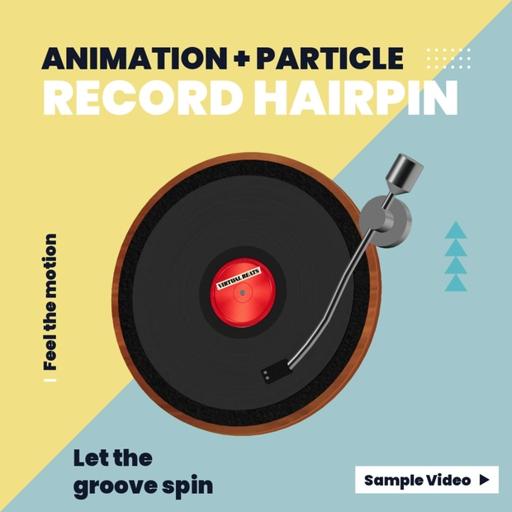 ANIMATION + PARTICLE
RECORD HAIRPIN
VIRTUAL BEATS
Feel the motion
Let the
groove spin
Sample Video